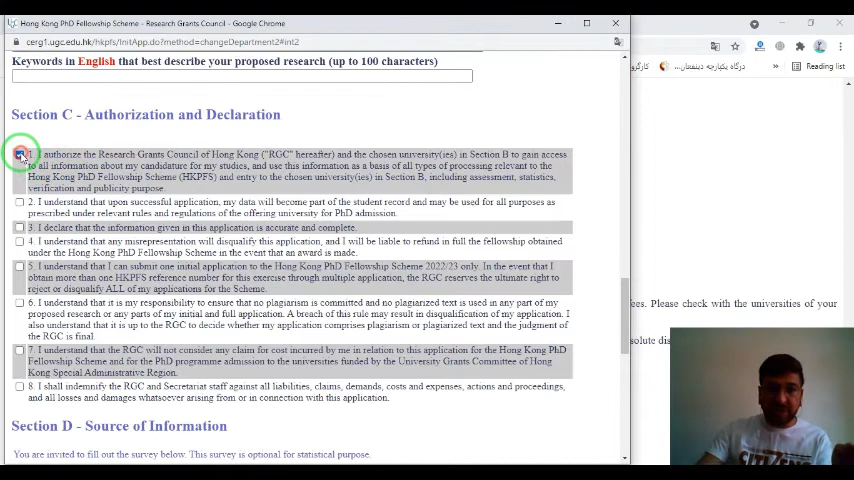 Hong Kong PhD Fellowship Scheme - Research Grants Council - Google Chrome
cerg1.ugc.edu.hk/hkpfs/InitApp.do?method=changeDepartment2#int2
Keywords in English that best describe your proposed research (up to 100 characters)
Section C - Authorization and Declaration
1. I authorize the Research Grants Council of Hong Kong ("RGC" hereafter) and the chosen university(ies) in Section B to gain access
to all information about my candidature for my studies, and use this information as a basis of all types of processing relevant to the
Hong Kong PhD Fellowship Scheme (HKPFS) and entry to the chosen university(ies) in Section B, including assessment, statistics,
verification and publicity purpose.
2. I understand that upon successful application, my data will become part of the student record and may be used for all purposes as
prescribed under relevant rules and regulations of the offering university for PhD admission.
3. I declare that the information given in this application is accurate and complete.
4. I understand that any misrepresentation will disqualify this application, and I will be liable to refund in full the fellowship obtained
under the Hong Kong PhD Fellowship Scheme in the event that an award is made.
5. I understand that I can submit one initial application to the Hong Kong PhD Fellowship Scheme 2022/23 only. In the event that I
obtain more than one HKPFS reference number for this exercise through multiple application, the RGC reserves the ultimate right to
reject or disqualify ALL of my applications for the Scheme.
6. I understand that it is my responsibility to ensure that no plagiarism is committed and no plagiarized text is used in any part of my
proposed research or any parts of my initial and full application. A breach of this rule may result in disqualification of my application. I
also understand that it is up to the RGC to decide whether my application comprises plagiarism or plagiarized text and the judgment of
the RGC is final.
7. I understand that the RGC will not consider any claim for cost incurred by me in relation to this application for the Hong Kong PhD
Fellowship Scheme and for the PhD programme admission to the universities funded by the University Grants Committee of Hong
Kong Special Administrative Region.
8. I shall indemnify the RGC and Secretariat staff against all liabilities, claims, demands, costs and expenses, actions and proceedings,
and all losses and damages whatsoever arising from or in connection with this application.
Section D - Source of Information
You are invited to fill out the survey below. This survey is optional for statistical purpose.
درگاه یکپارچه ذینفعان...
Reading list
ees. Please check with the universities of your
solute dis
CITIZENS